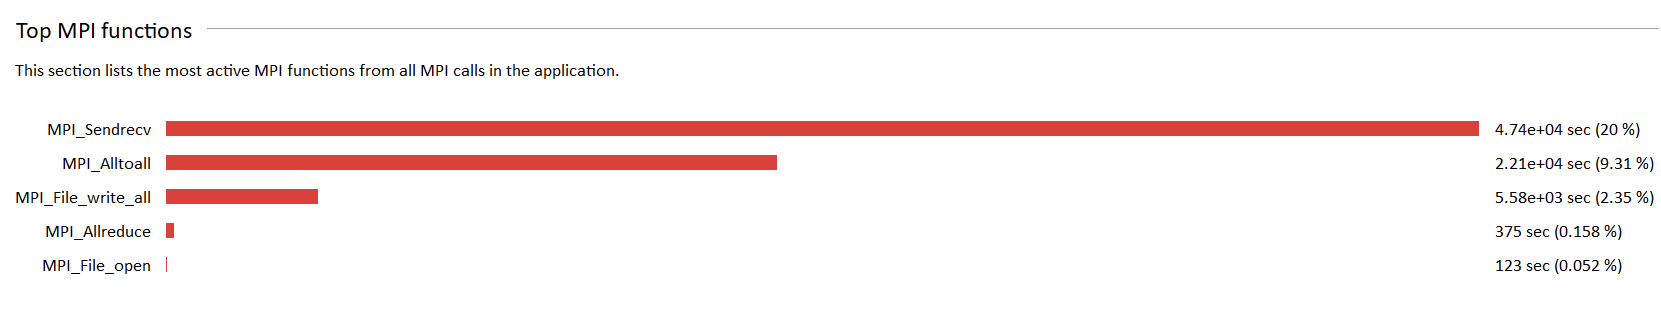 Top MPI functions
This section lists the most active MPI functions from all MPI calls in the application.
MPI_Sendrecv 4.74e+04 sec (20 %)
MPI_Alltoall 2.21e+04 sec (9.31 %)
MPI_File_write_all 5.58e+03 sec (2.35 %)
MPI_Allreduce 375 sec (0.158 %)
MPI_File_open 123 sec (0.052 %)